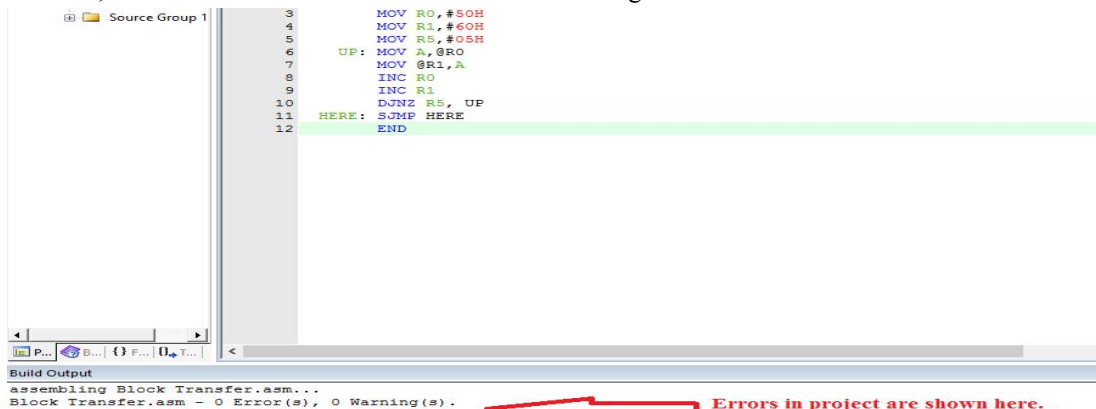 Source Group 1
3 MOV R0,#50H
4 MOV R1,#60H
5 MOV R5,#05H
6 UP: MOV A,@R0
7 MOV @R1,A
8 INC R0
9 INC R1
10 DJNZ R5, UP
11 HERE: SJMP HERE
12 END
P... B... {} F... 0 T...
Build Output
assembling Block Transfer.asm...
Block Transfer.asm - 0 Error(s), 0 Warning(s).
Errors in project are shown here.